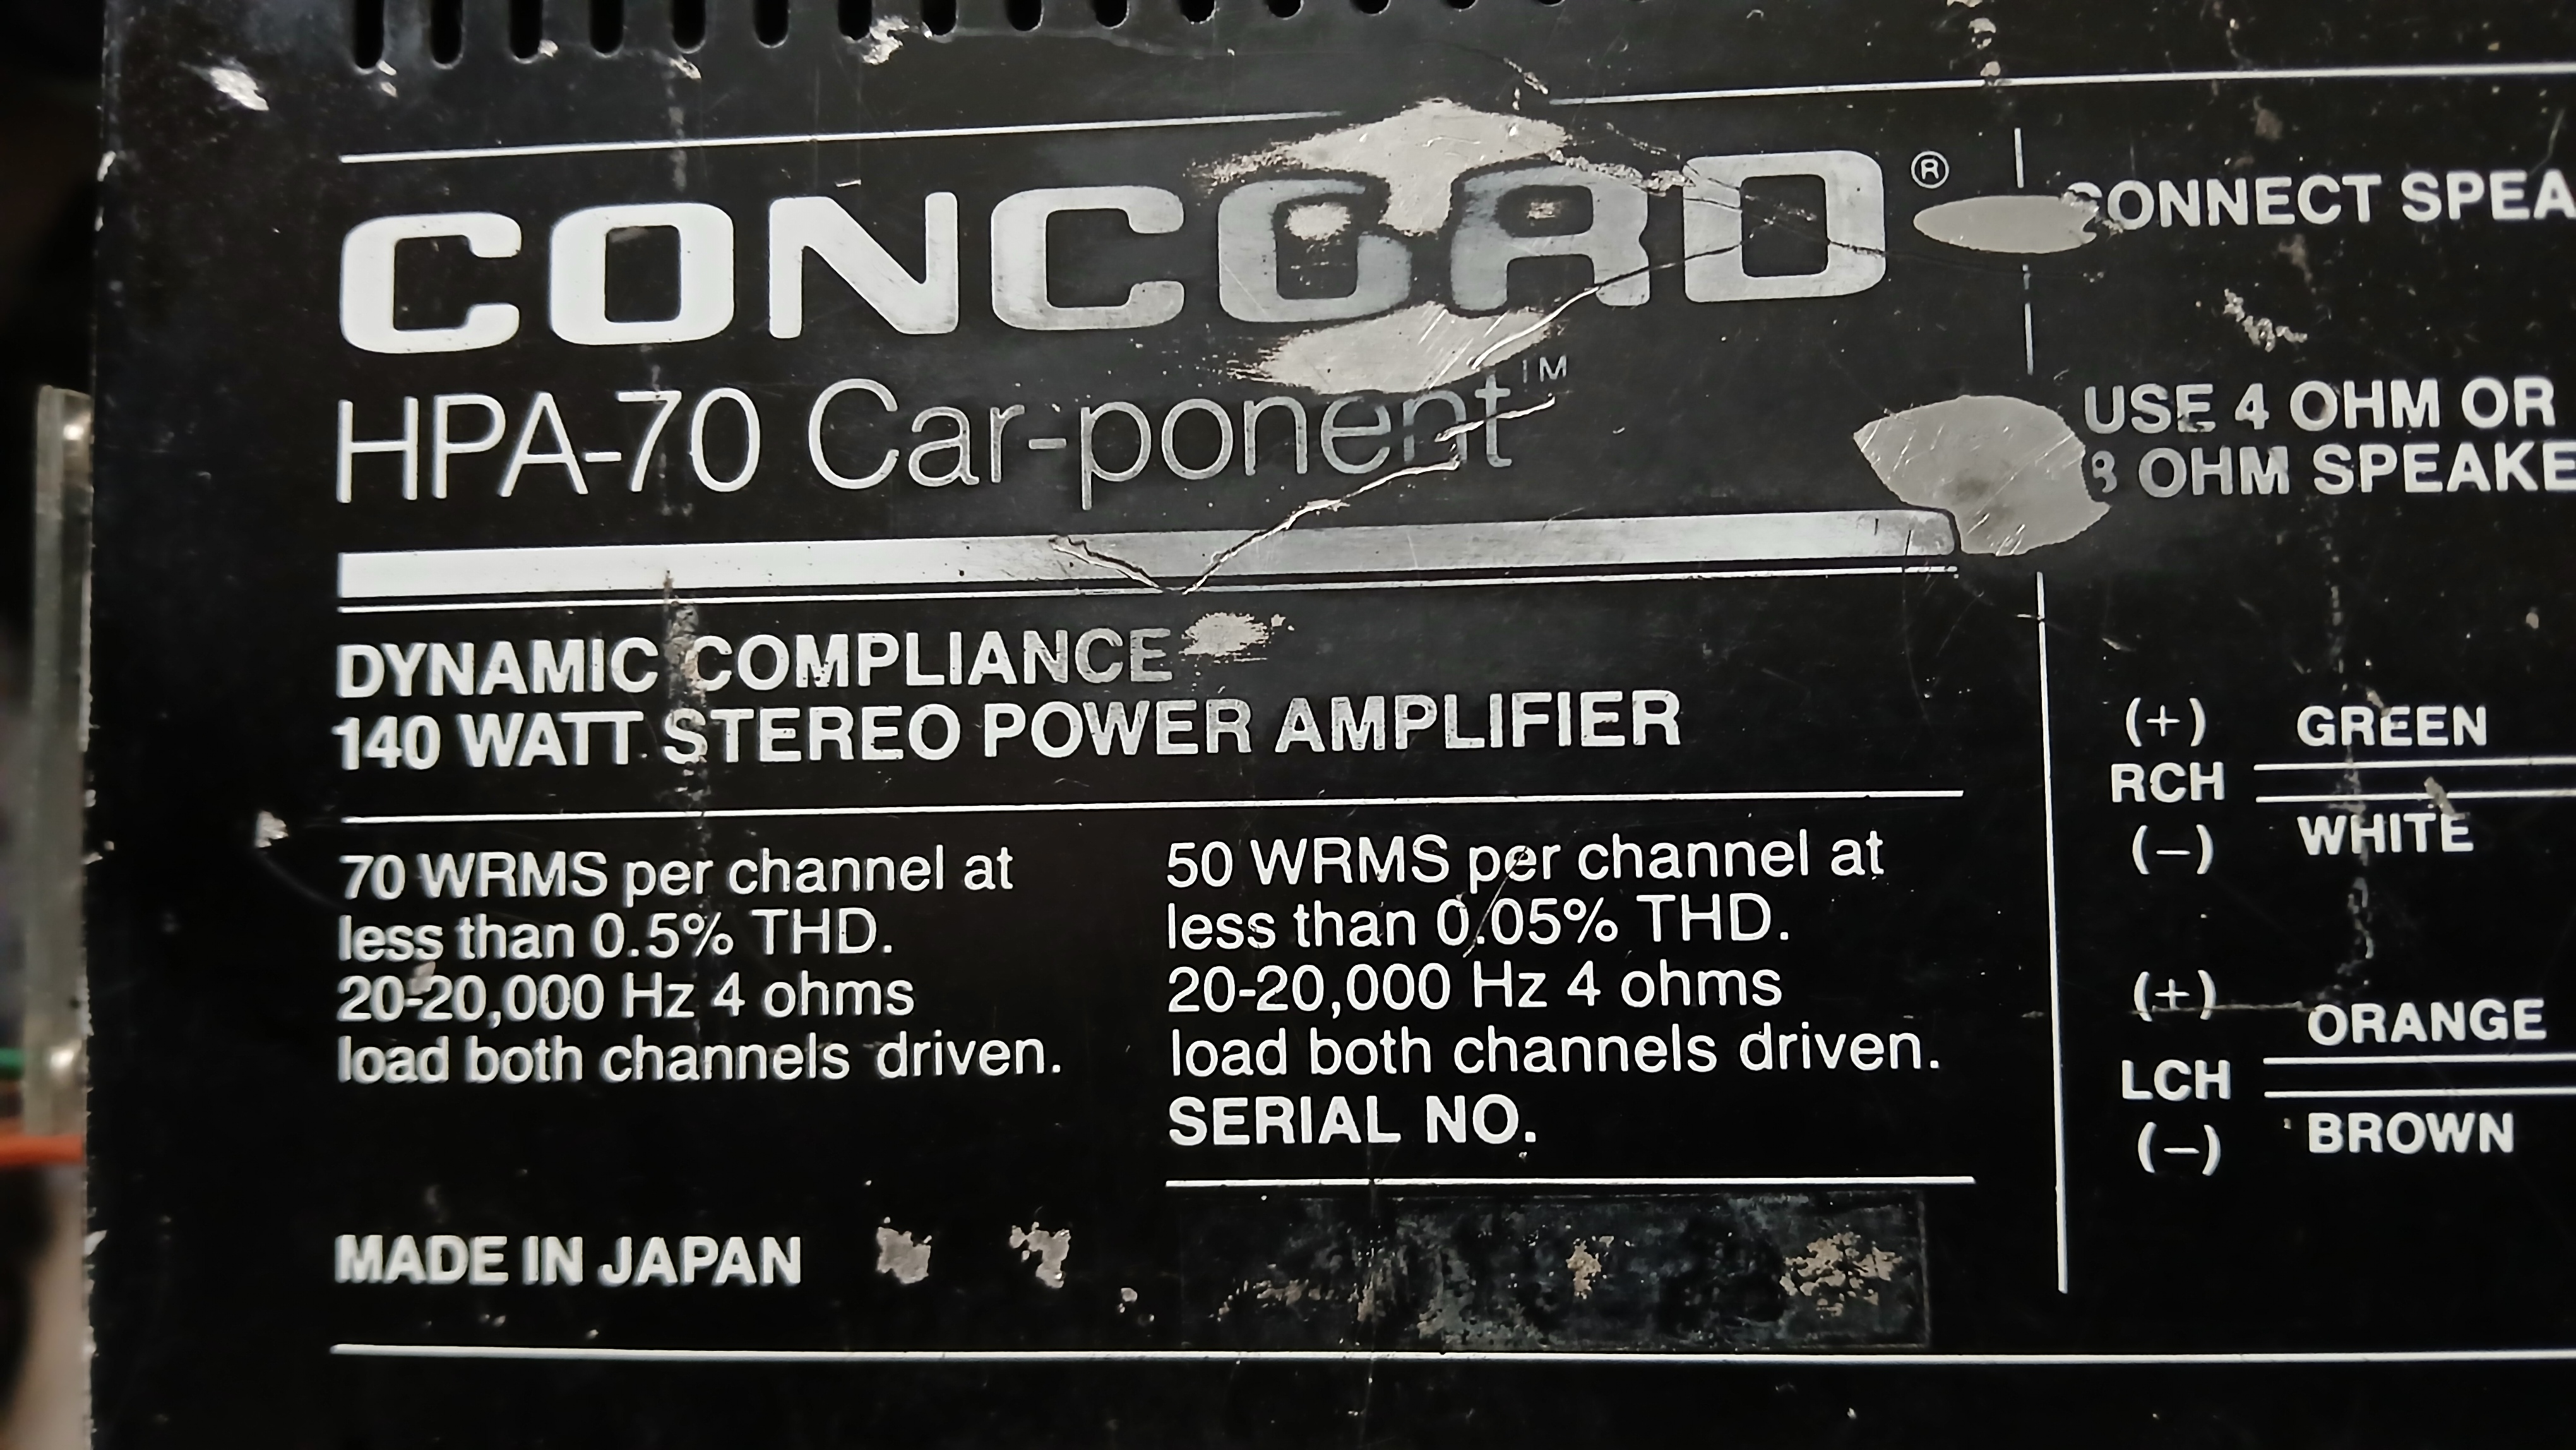 CONCORD®
HPA-70 Car-ponent™
DYNAMIC COMPLIANCE
140 WATT STEREO POWER AMPLIFIER
70 WRMS per channel at
less than 0.5% THD.
20-20,000 Hz 4 ohms
load both channels driven.
50 WRMS per channel at
less than 0.05% THD.
20-20,000 Hz 4 ohms
load both channels driven.
SERIAL NO.
MADE IN JAPAN
CONNECT SPEA
USE 4 OHM OR
8 OHM SPEAKE
(+) GREEN
RCH
(−) WHITE
(+) ORANGE
LCH
(−) BROWN